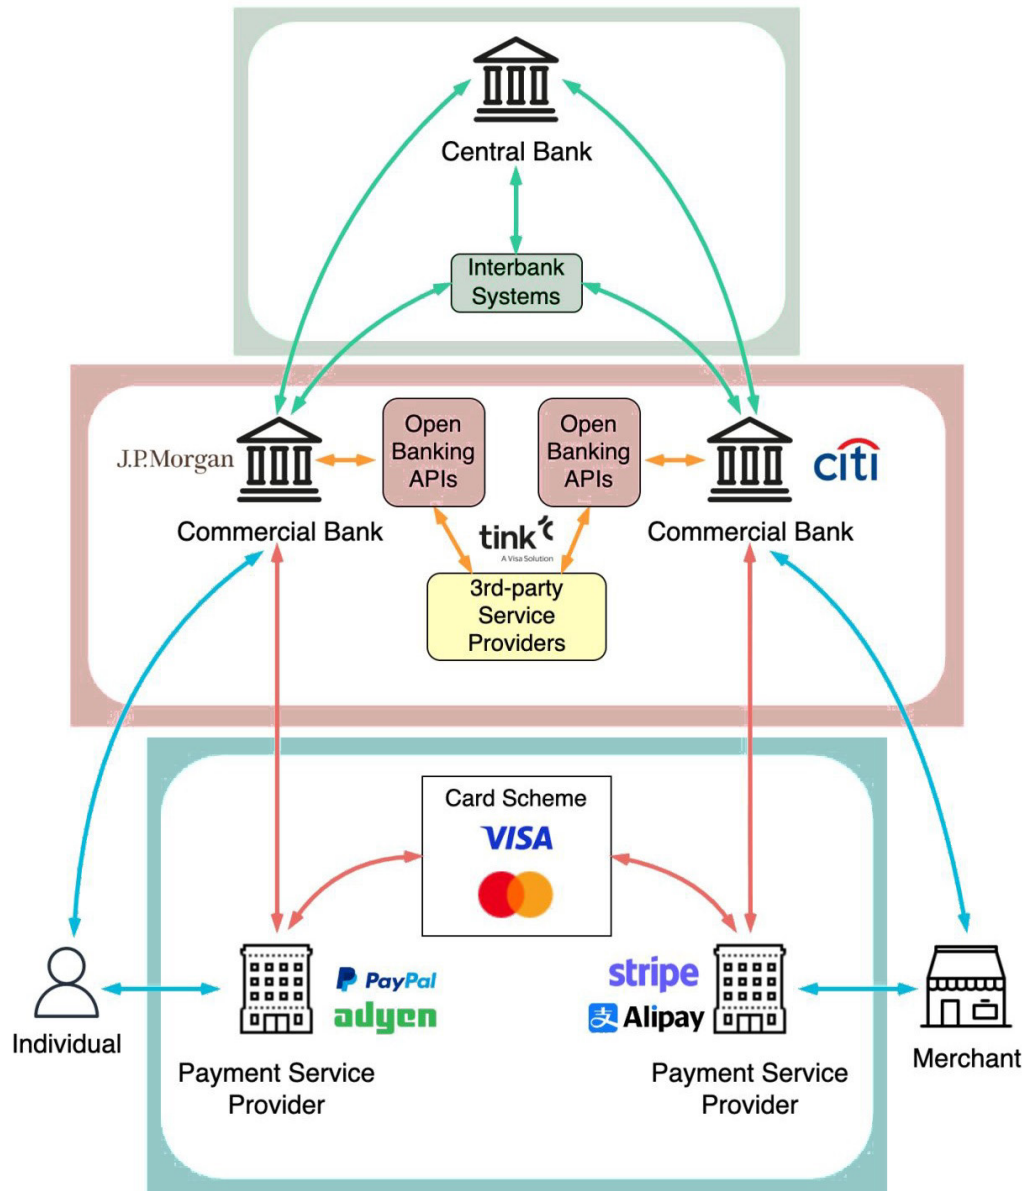 Central Bank
Interbank
Systems
J.P.Morgan
Open
Banking
APIs
Open
Banking
APIs
citi
Commercial Bank
Commercial Bank
tink
A Visa Solution
3rd-party
Service
Providers
Card Scheme
VISA
PayPal
adyen
stripe
支 Alipay
Individual
Merchant
Payment Service
Provider
Payment Service
Provider